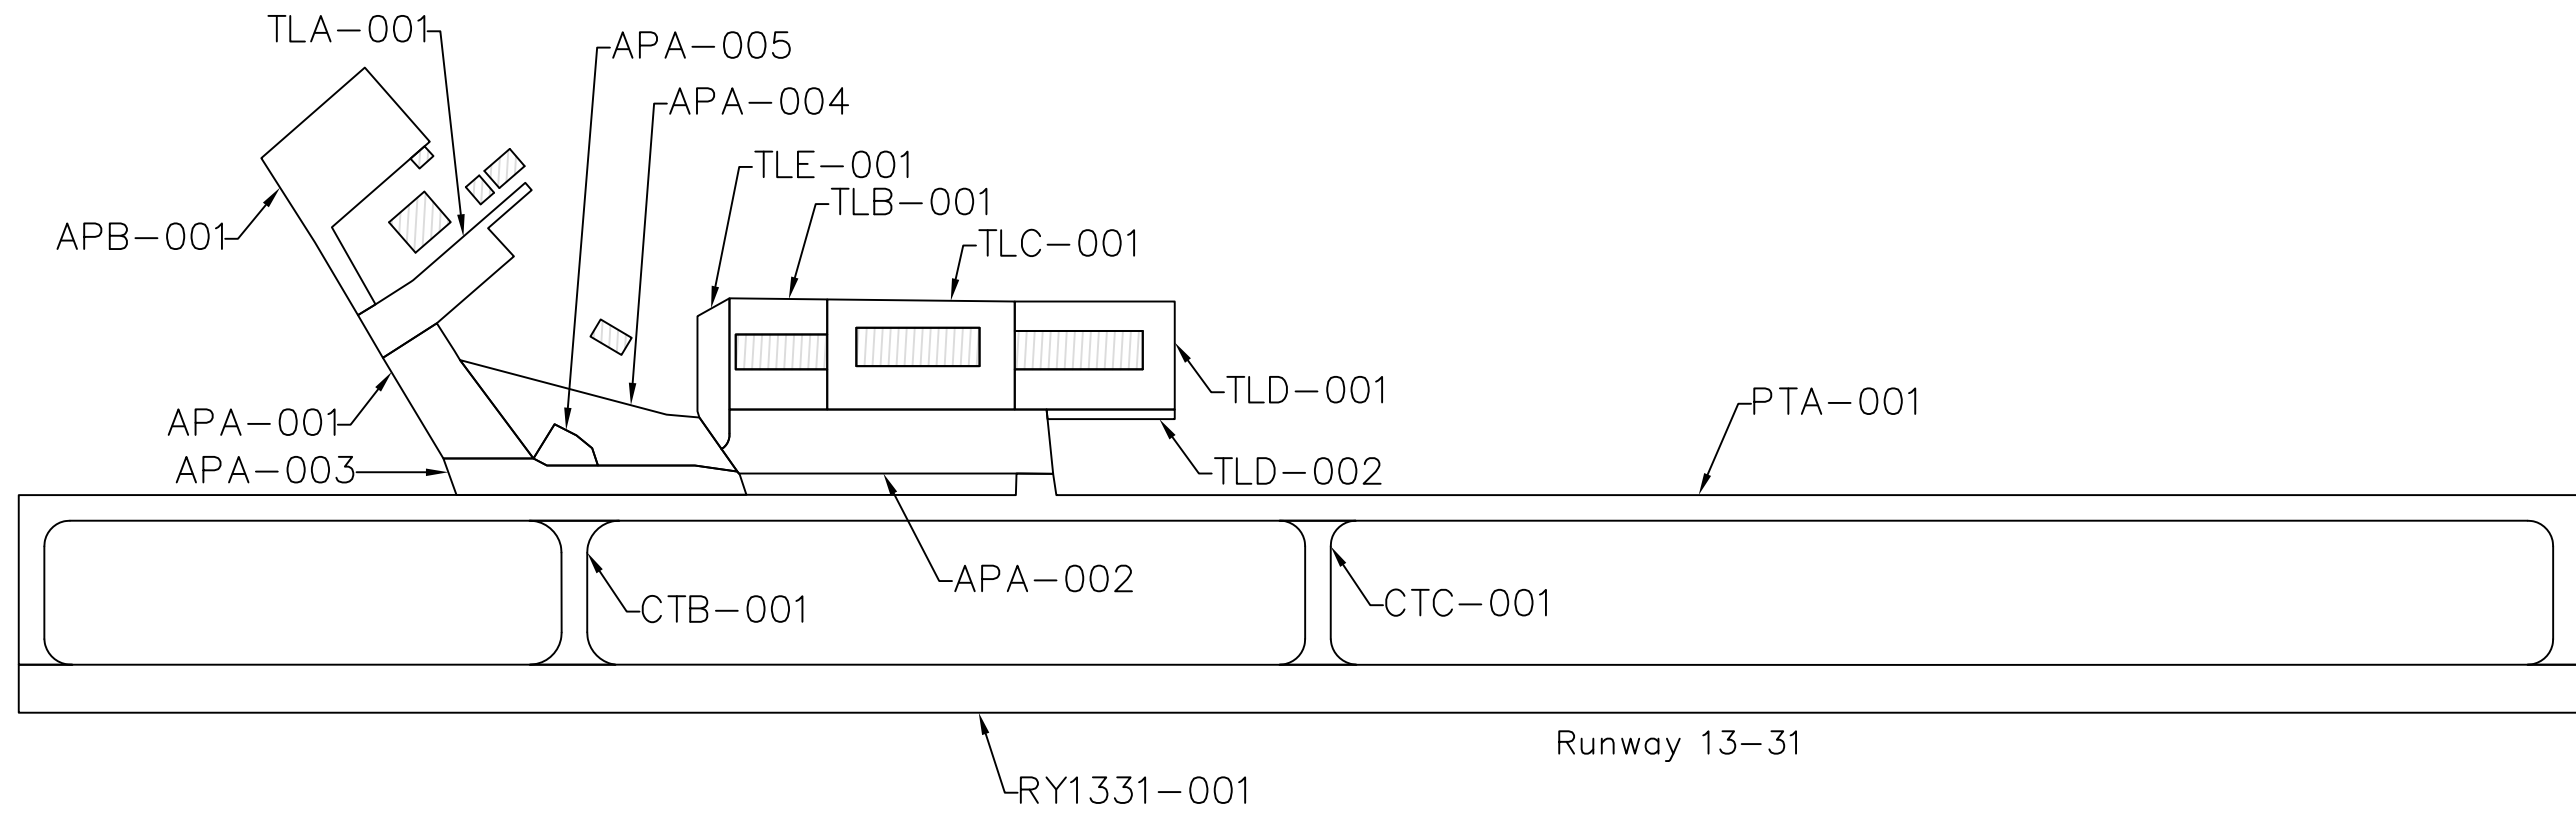 TLA-001
APA-005
APA-004
TLE-001
TLB-001
APB-001
TLC-001
TLD-001
PTA-001
APA-001
APA-003
TLD-002
APA-002
CTB-001
CTC-001
Runway 13-31
RY1331-001